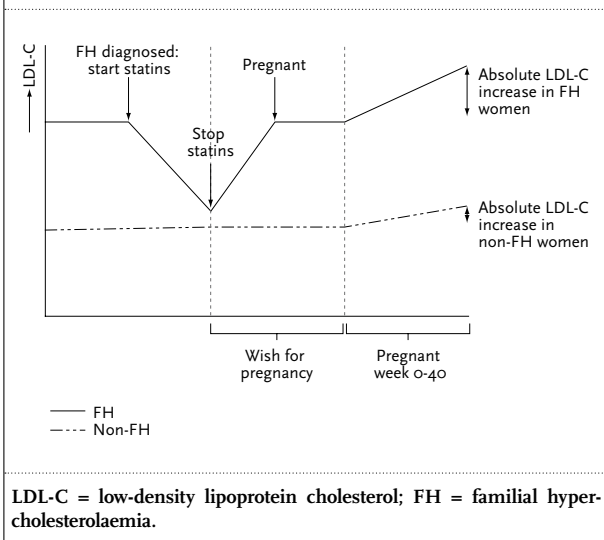 LDL-C
FH diagnosed:
start statins
Pregnant
Stop
statins
Absolute LDL-C
increase in FH
women
Absolute LDL-C
increase in
non-FH women
Wish for
pregnancy
Pregnant
week 0-40
FH
Non-FH
LDL-C = low-density lipoprotein cholesterol; FH = familial hyper-
cholesterolaemia.